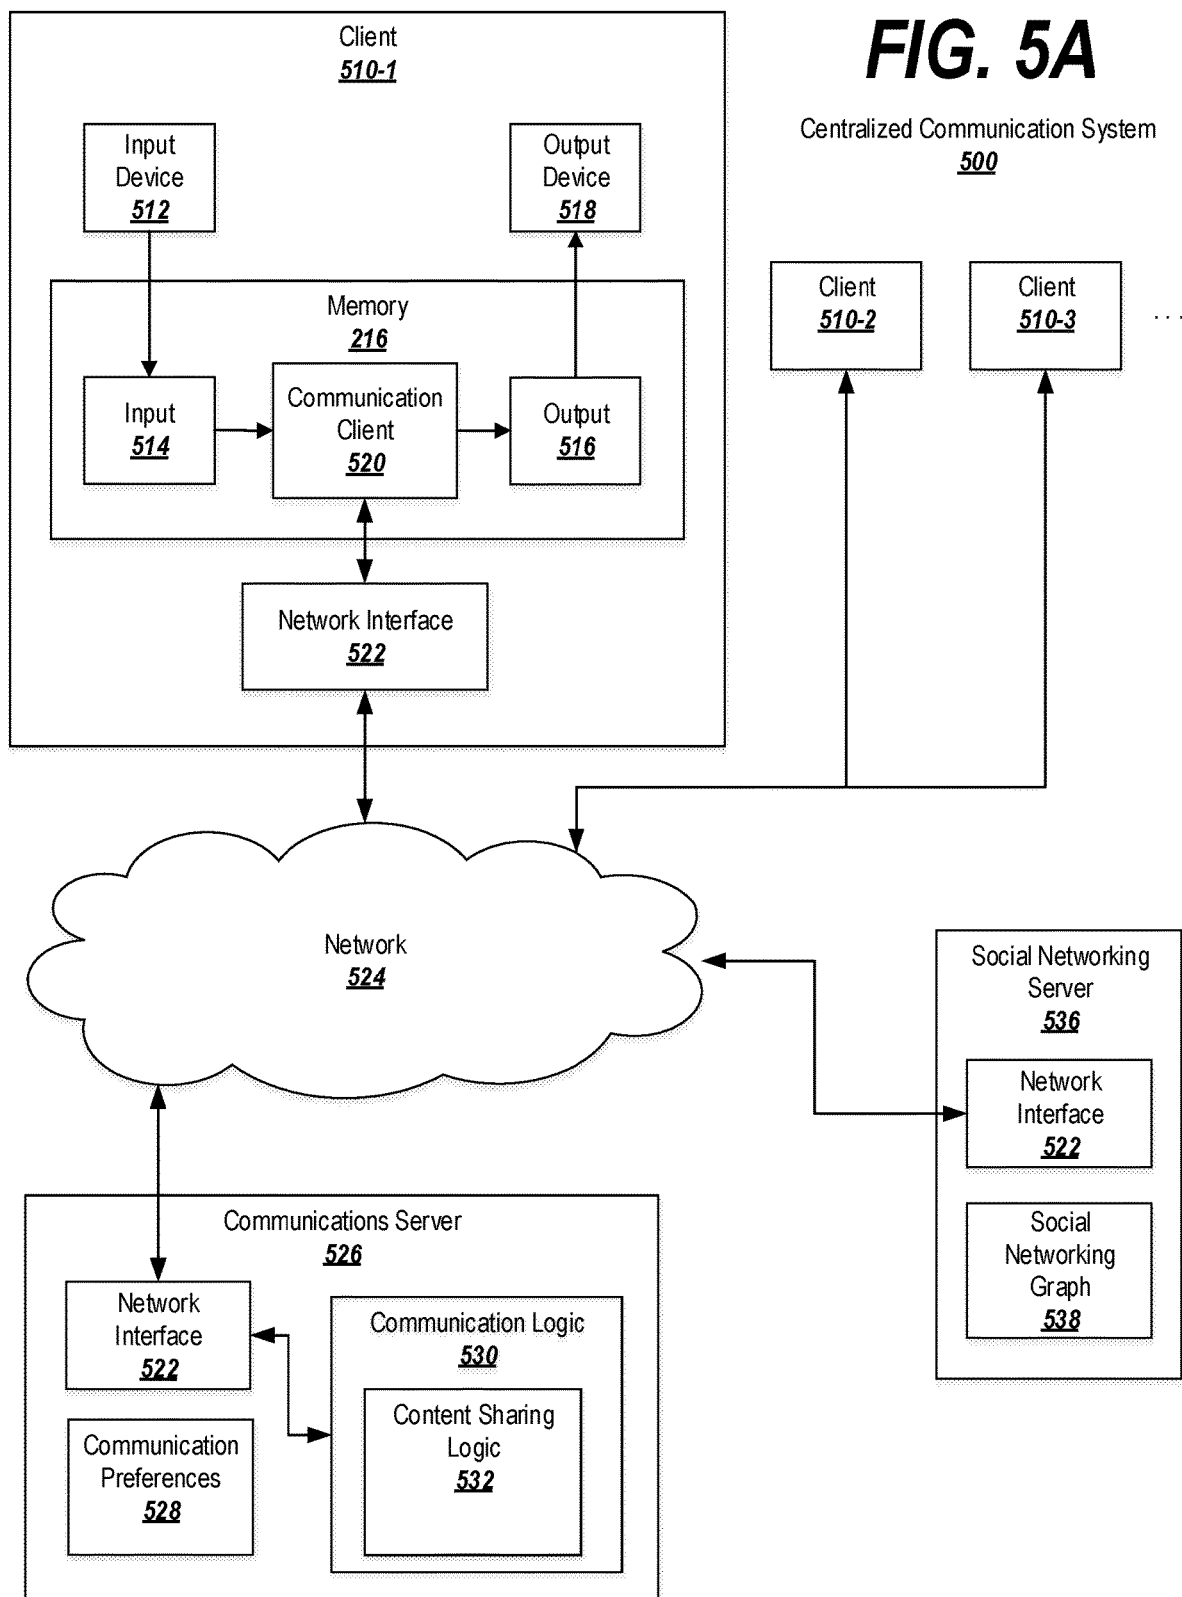 FIG. 5A
Centralized Communication System
500
Client
510-1
Input
Device
512
Output
Device
518
Memory
216
Input
514
Communication
Client
520
Output
516
Network Interface
522
Client
510-2
Client
510-3
. . .
Network
524
Social Networking
Server
536
Network
Interface
522
Social
Networking
Graph
538
Communications Server
526
Network
Interface
522
Communication
Preferences
528
Communication Logic
530
Content Sharing
Logic
532